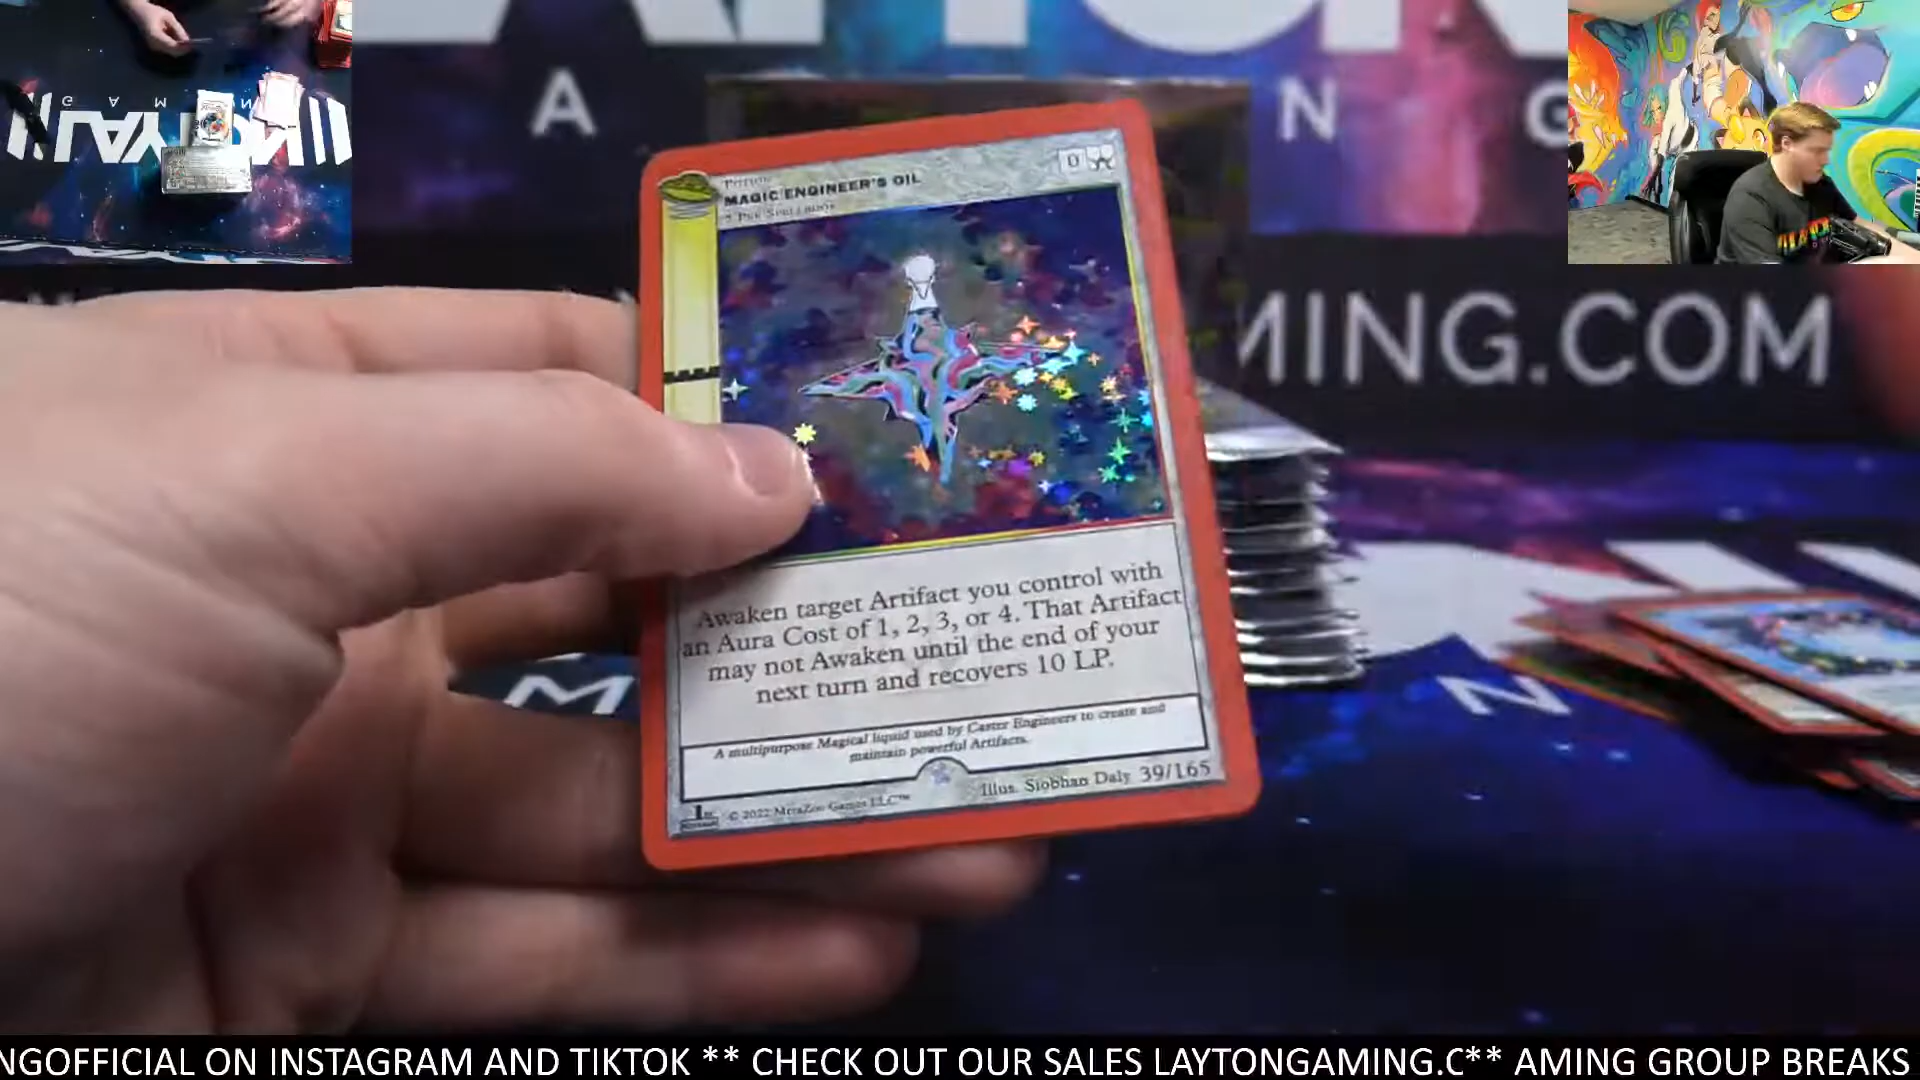 A
N G
MING.COM
POTION
MAGIC ENGINEER'S OIL
0
Awaken target Artifact you control with
an Aura Cost of 1, 2, 3, or 4. That Artifact
may not Awaken until the end of your
next turn and recovers 10 LP.
A multipurpose Magical liquid used by Caster Engineers to create and
maintain powerful Artifacts.
Illus. Siobhan Daly 39/165
© 2022 MetaZoo Games LLC™
NGOFFICIAL ON INSTAGRAM AND TIKTOK ** CHECK OUT OUR SALES LAYTONGAMING.C** AMING GROUP BREAKS